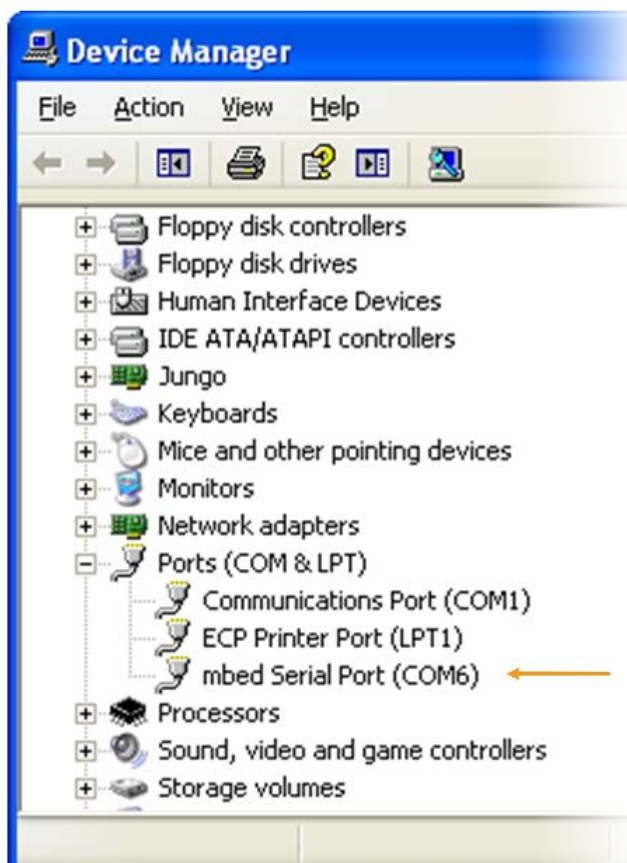 Device Manager
File Action View Help
Floppy disk controllers
Floppy disk drives
Human Interface Devices
IDE ATA/ATAPI controllers
Jungo
Keyboards
Mice and other pointing devices
Monitors
Network adapters
Ports (COM & LPT)
Communications Port (COM1)
ECP Printer Port (LPT1)
mbed Serial Port (COM6)
Processors
Sound, video and game controllers
Storage volumes